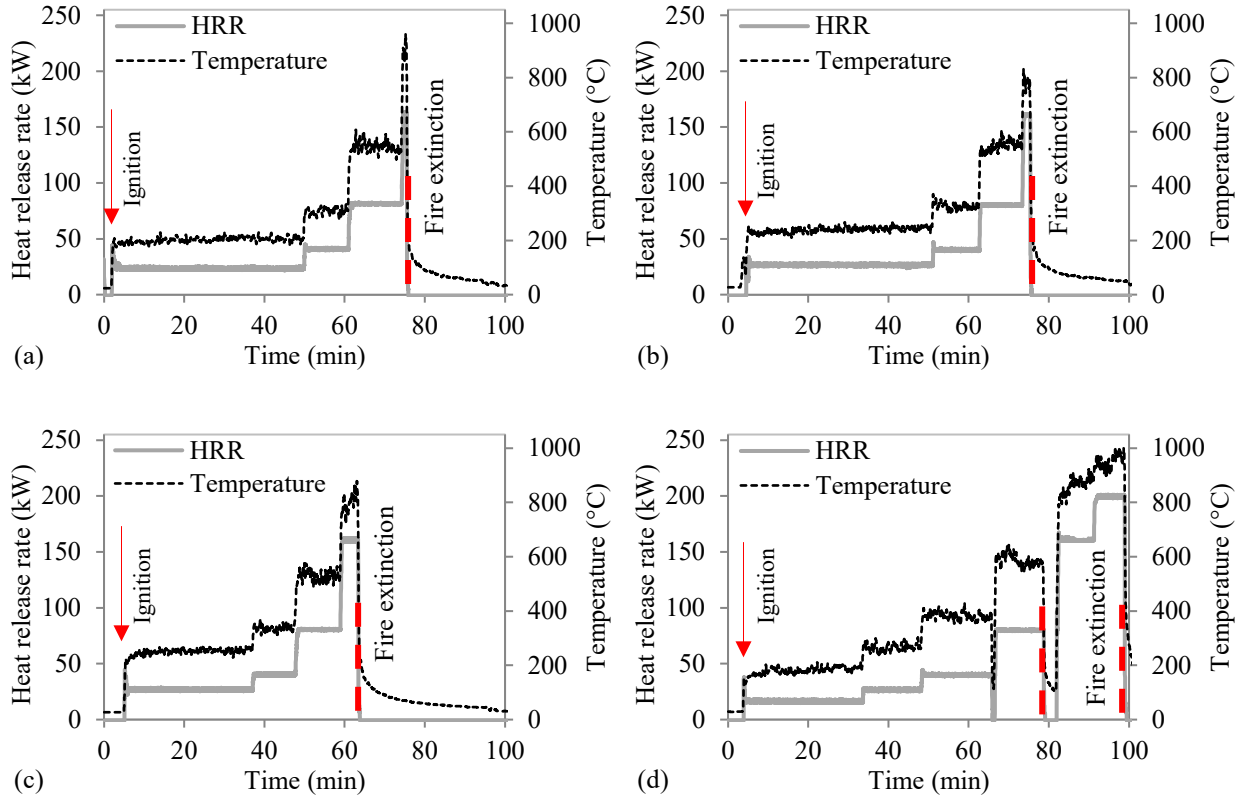 250
200
150
100
50
0
Heat release rate (kW)
HRR
Temperature
Ignition
Fire extinction
1000
800
600
400
200
0
Temperature (°C)
0 20 40 60 80 100
Time (min)
(a)
250
200
150
100
50
0
Heat release rate (kW)
HRR
Temperature
Ignition
Fire extinction
1000
800
600
400
200
0
Temperature (°C)
0 20 40 60 80 100
Time (min)
(b)
250
200
150
100
50
0
Heat release rate (kW)
HRR
Temperature
Ignition
Fire extinction
1000
800
600
400
200
0
Temperature (°C)
0 20 40 60 80 100
Time (min)
(c)
250
200
150
100
50
0
Heat release rate (kW)
HRR
Temperature
Ignition
Fire extinction
1000
800
600
400
200
0
Temperature (°C)
0 20 40 60 80 100
Time (min)
(d)